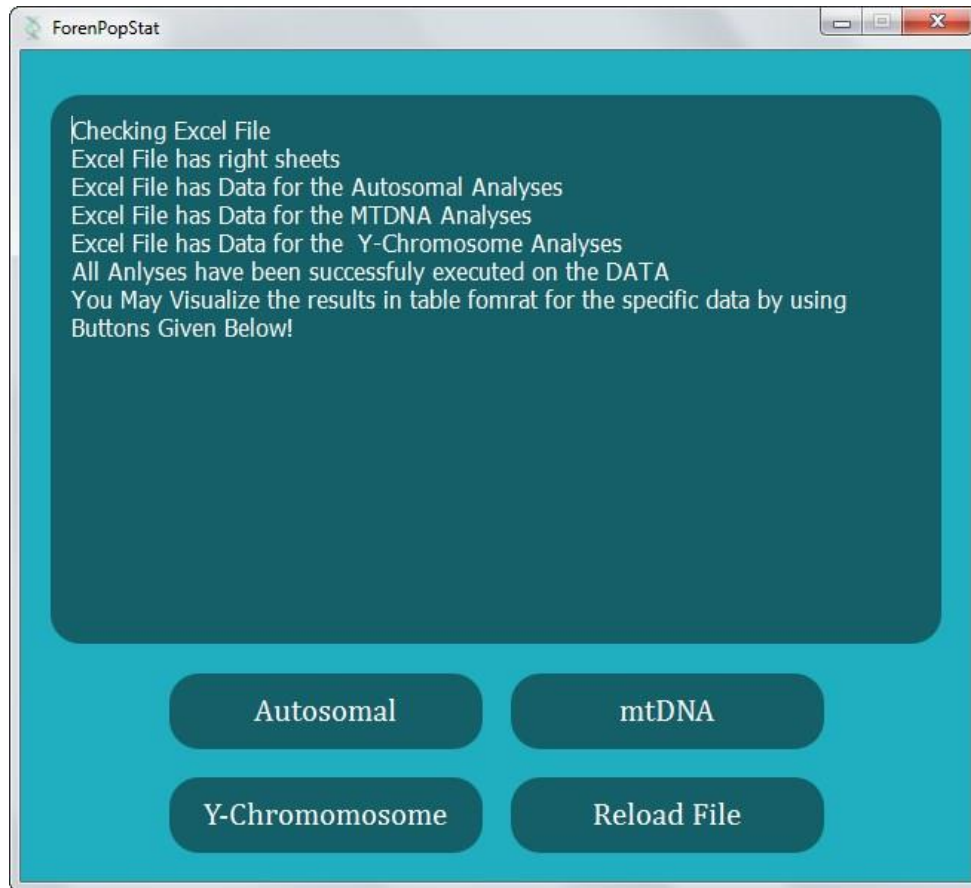 ForenPopStat
Checking Excel File
Excel File has right sheets
Excel File has Data for the Autosomal Analyses
Excel File has Data for the MTDNA Analyses
Excel File has Data for the  Y-Chromosome Analyses
All Anlyses have been successfuly executed on the DATA
You May Visualize the results in table fomrat for the specific data by using
Buttons Given Below!
Autosomal
mtDNA
Y-Chromomosome
Reload File